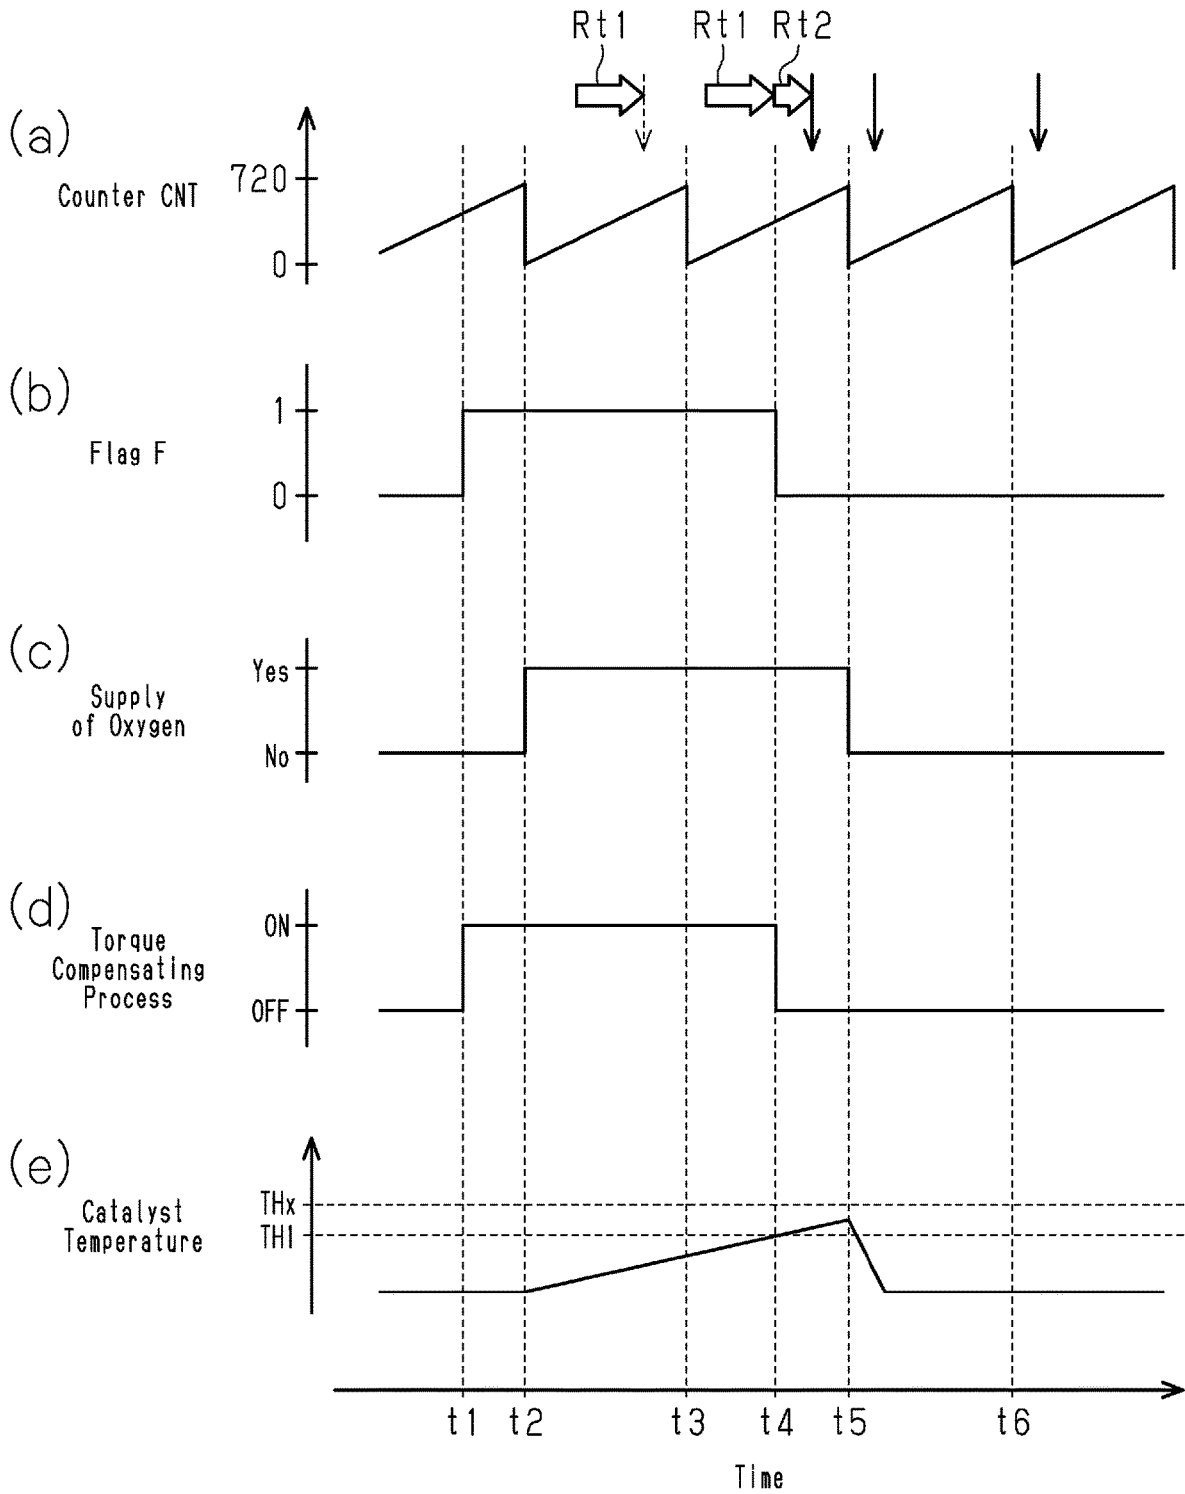 Rt1 Rt1 Rt2
(a)
Counter CNT
720
0
(b)
Flag F
1
0
(c)
Supply
of Oxygen
Yes
No
(d)
Torque
Compensating
Process
ON
OFF
(e)
Catalyst
Temperature
THx
TH1
t1 t2 t3 t4 t5 t6
Time